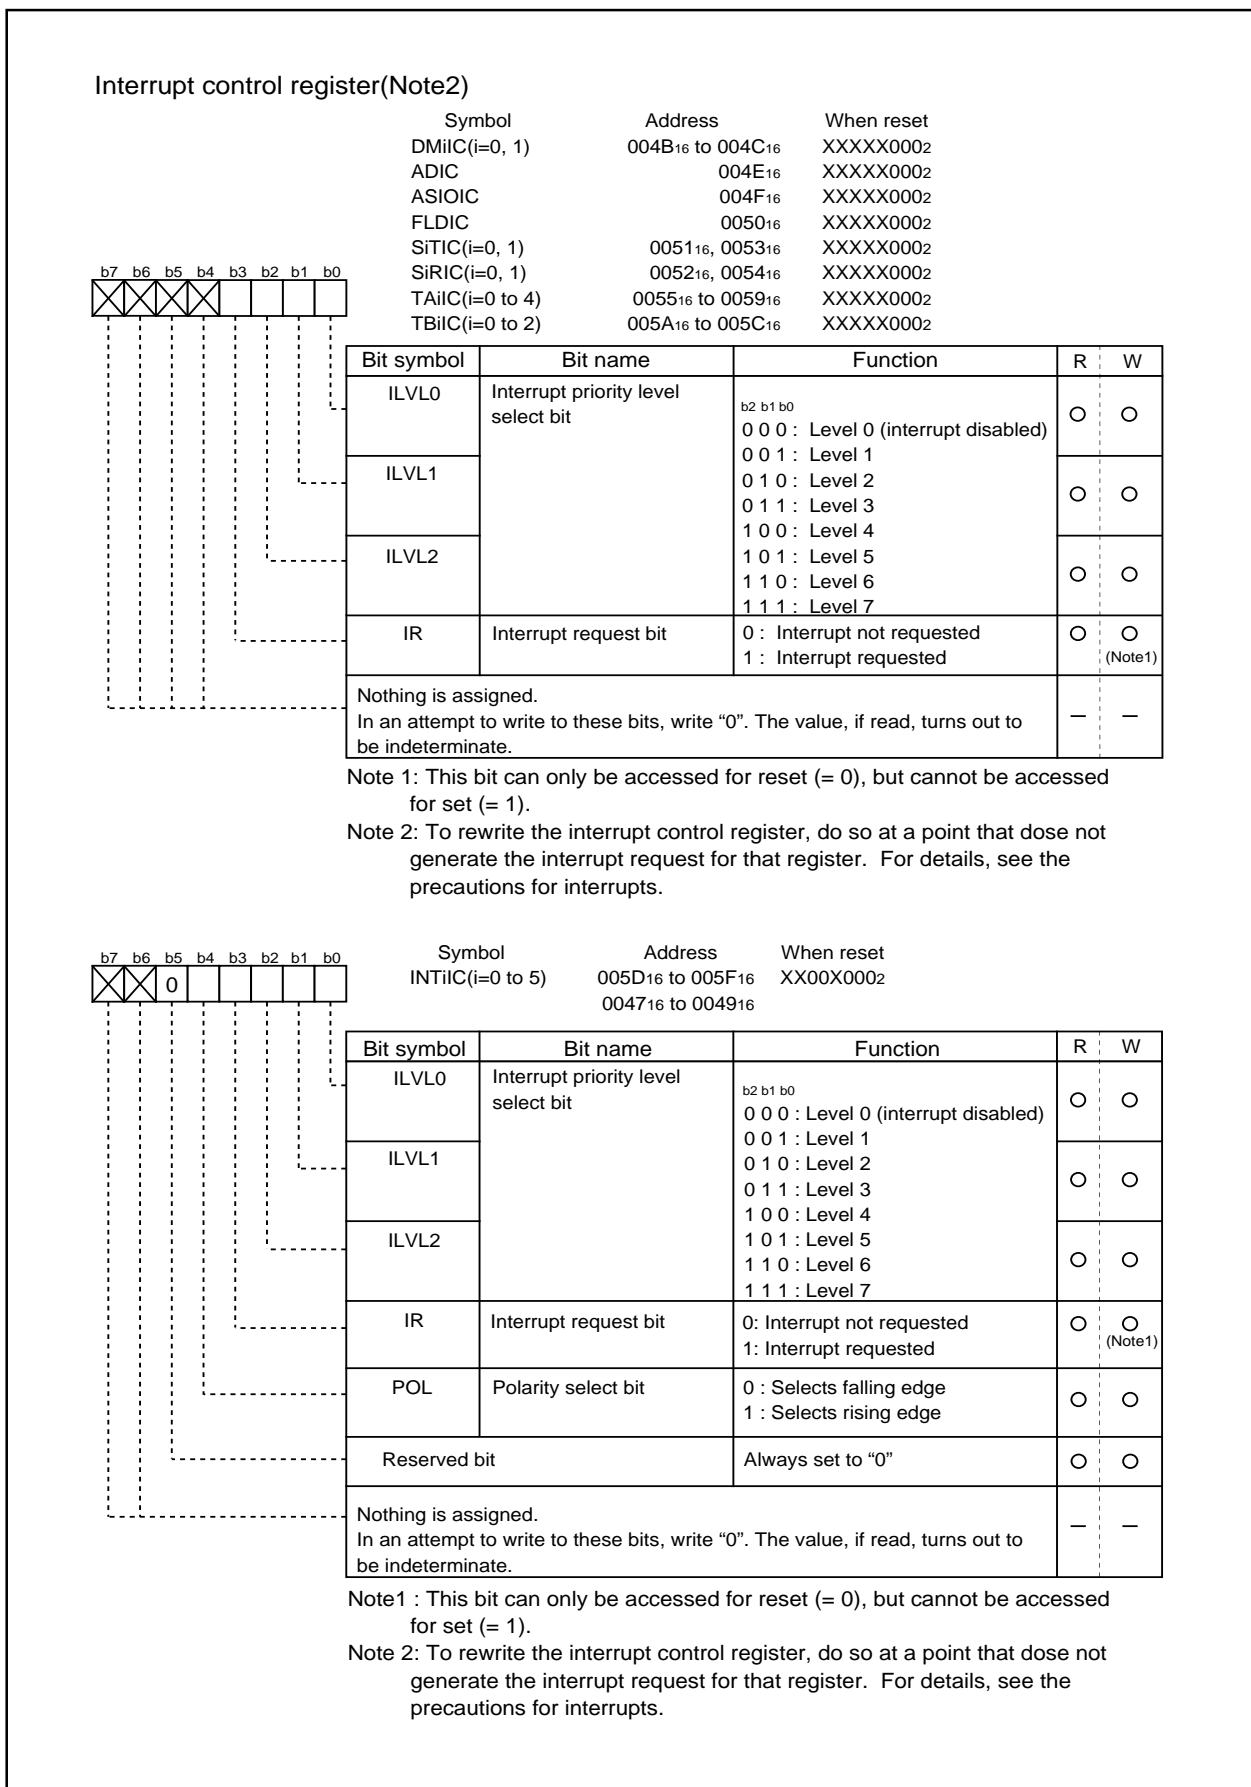 Interrupt control register(Note2)
Symbol Address When reset
DMiIC(i=0, 1) 004B16 to 004C16 XXXXX0002
ADIC 004E16 XXXXX0002
ASIOIC 004F16 XXXXX0002
FLDIC 005016 XXXXX0002
SiTIC(i=0, 1) 005116, 005316 XXXXX0002
SiRIC(i=0, 1) 005216, 005416 XXXXX0002
TAiIC(i=0 to 4) 005516 to 005916 XXXXX0002
TBiIC(i=0 to 2) 005A16 to 005C16 XXXXX0002
b7 b6 b5 b4 b3 b2 b1 b0
Bit symbol Bit name Function R W
ILVL0 Interrupt priority level
select bit
b2 b1 b0
0 0 0 : Level 0 (interrupt disabled)
0 0 1 : Level 1
ILVL1 0 1 0 : Level 2
0 1 1 : Level 3
1 0 0 : Level 4
ILVL2 1 0 1 : Level 5
1 1 0 : Level 6
1 1 1 : Level 7
IR Interrupt request bit 0 : Interrupt not requested
1 : Interrupt requested (Note1)
Nothing is assigned.
In an attempt to write to these bits, write “0”. The value, if read, turns out to
be indeterminate.
Note 1: This bit can only be accessed for reset (= 0), but cannot be accessed
for set (= 1).
Note 2: To rewrite the interrupt control register, do so at a point that dose not
generate the interrupt request for that register. For details, see the
precautions for interrupts.
Symbol Address When reset
INTiIC(i=0 to 5) 005D16 to 005F16 XX00X0002
004716 to 004916
b7 b6 b5 b4 b3 b2 b1 b0
0
Bit symbol Bit name Function R W
ILVL0 Interrupt priority level
select bit
b2 b1 b0
0 0 0 : Level 0 (interrupt disabled)
0 0 1 : Level 1
ILVL1 0 1 0 : Level 2
0 1 1 : Level 3
1 0 0 : Level 4
ILVL2 1 0 1 : Level 5
1 1 0 : Level 6
1 1 1 : Level 7
IR Interrupt request bit 0: Interrupt not requested
1: Interrupt requested (Note1)
POL Polarity select bit 0 : Selects falling edge
1 : Selects rising edge
Reserved bit Always set to “0”
Nothing is assigned.
In an attempt to write to these bits, write “0”. The value, if read, turns out to
be indeterminate.
Note1 : This bit can only be accessed for reset (= 0), but cannot be accessed
for set (= 1).
Note 2: To rewrite the interrupt control register, do so at a point that dose not
generate the interrupt request for that register. For details, see the
precautions for interrupts.